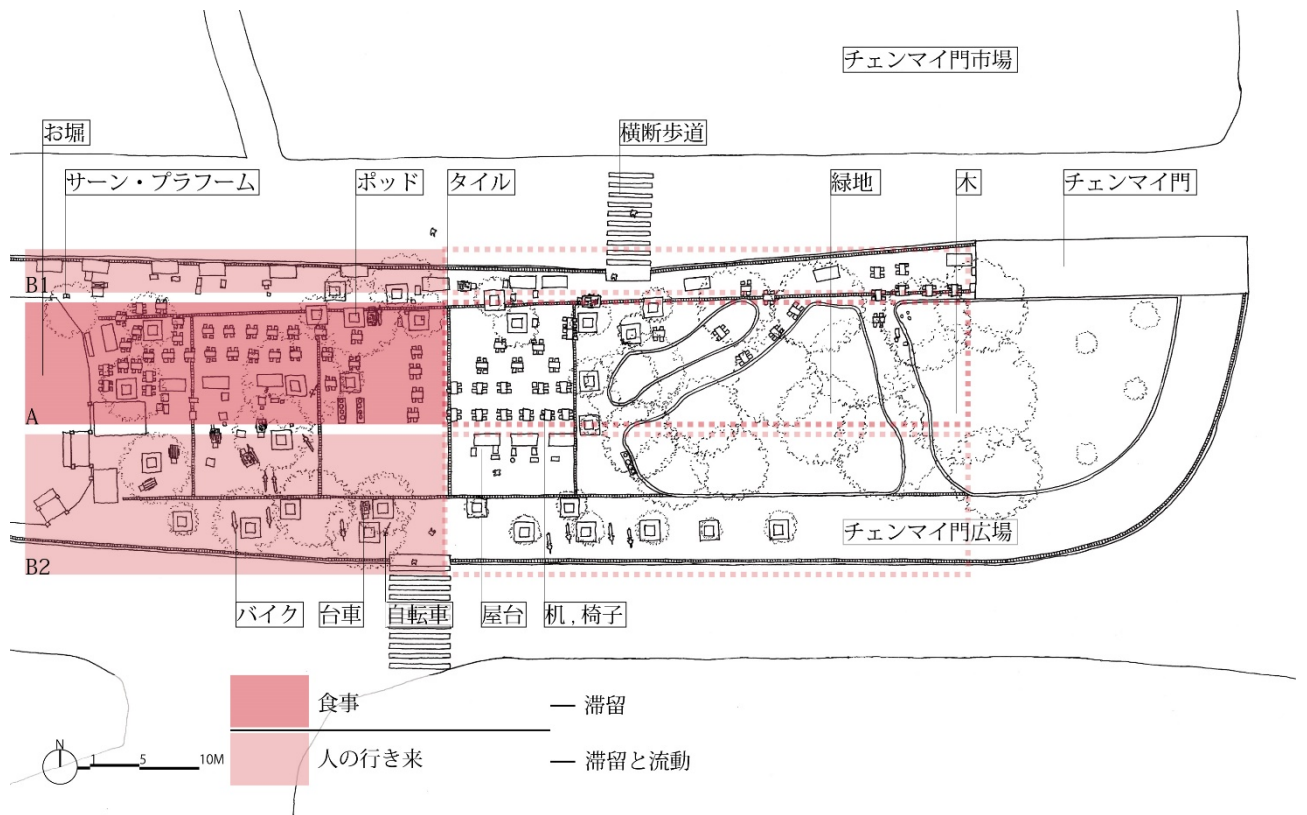 チェンマイ門市場
お堀
横断歩道
サーン・プラフーム
ポッド
タイル
緑地
木
チェンマイ門
B1
A
チェンマイ門広場
B2
バイク
台車
自転車
屋台
机 , 椅子
食事
— 滞留
N
1
5
10M
人の行き来
— 滞留と流動